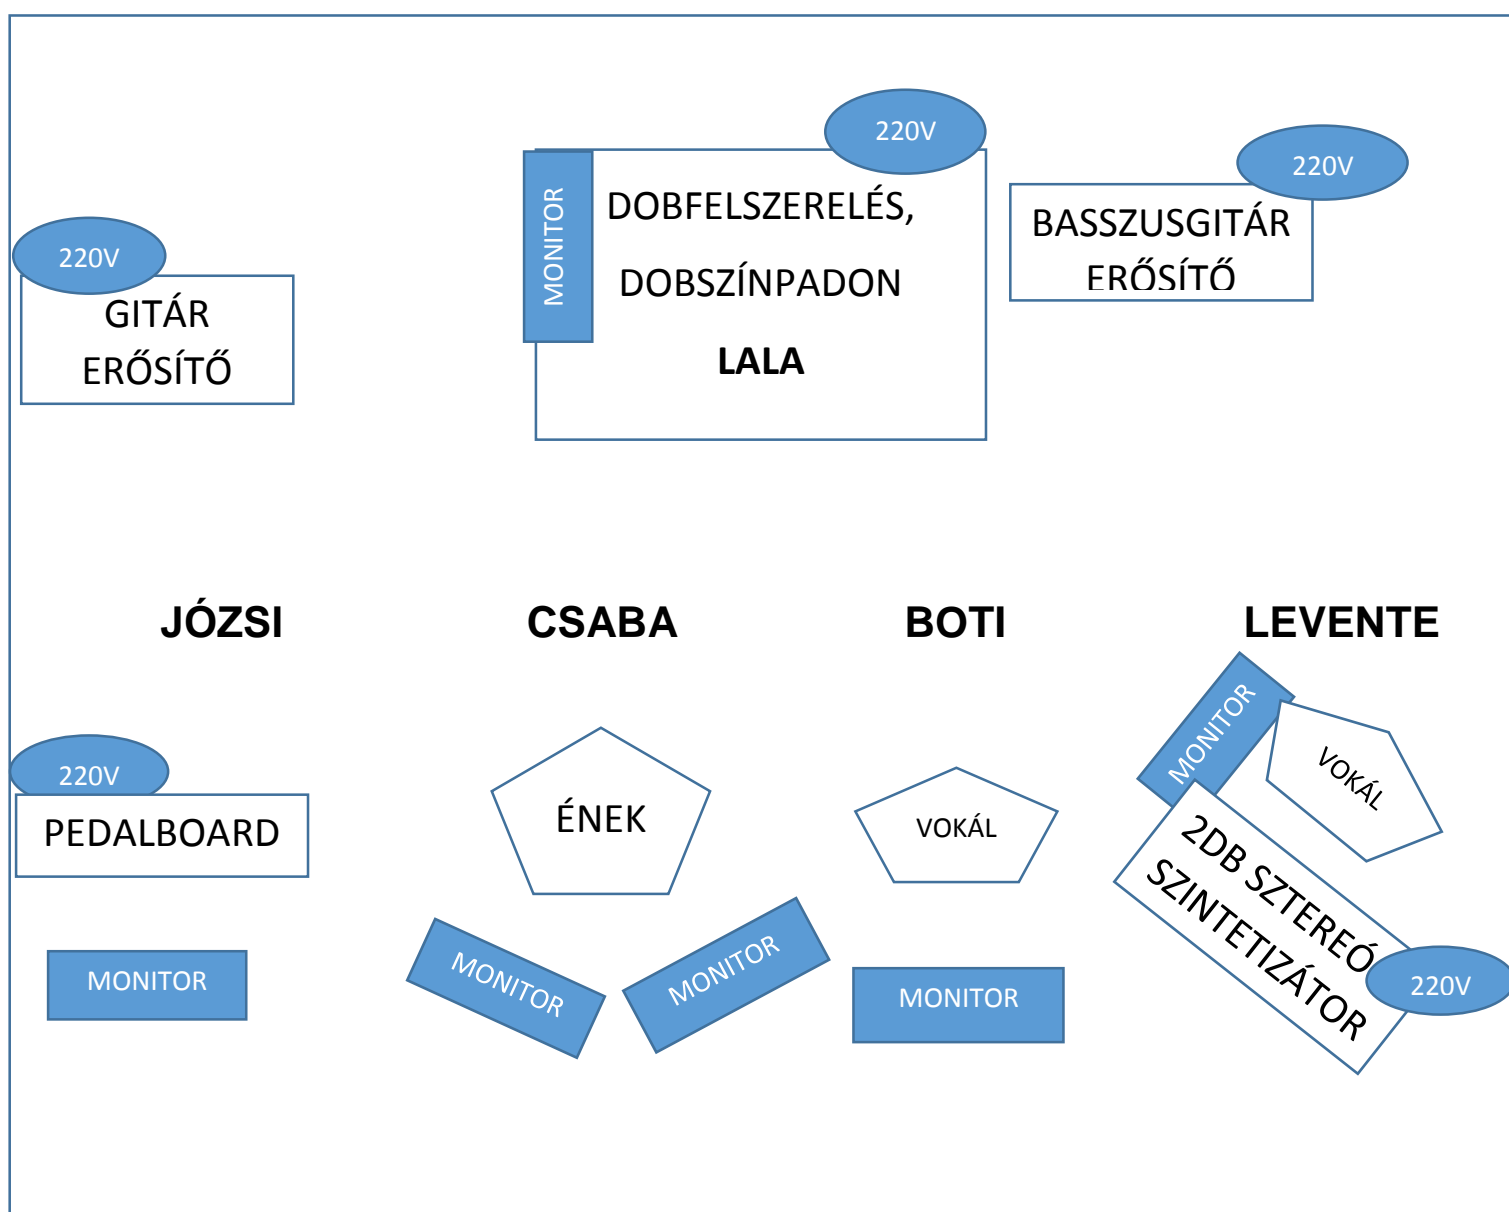 220V
MONITOR
DOBFELSZERELÉS,
DOBSZÍNPADON
LALA
220V
BASSZUSGITÁR
ERŐSÍTŐ
220V
GITÁR
ERŐSÍTŐ
JÓZSI
CSABA
BOTI
LEVENTE
220V
PEDALBOARD
MONITOR
ÉNEK
MONITOR
MONITOR
VOKÁL
MONITOR
MONITOR
VOKÁL
2DB SZTEREÓ
SZINTETIZÁTOR
220V